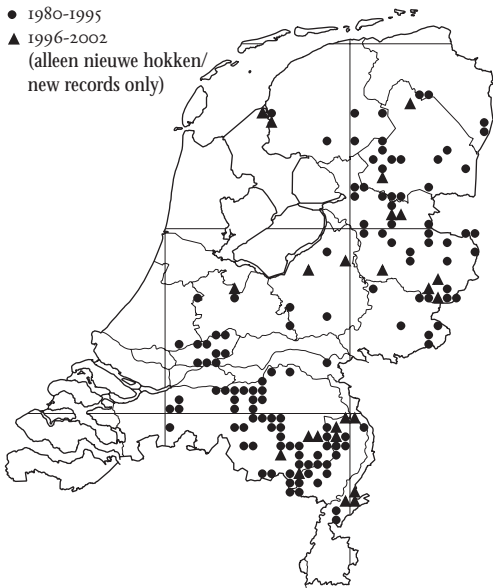 ● 1980-1995
▲ 1996-2002
(alleen nieuwe hokken/
new records only)